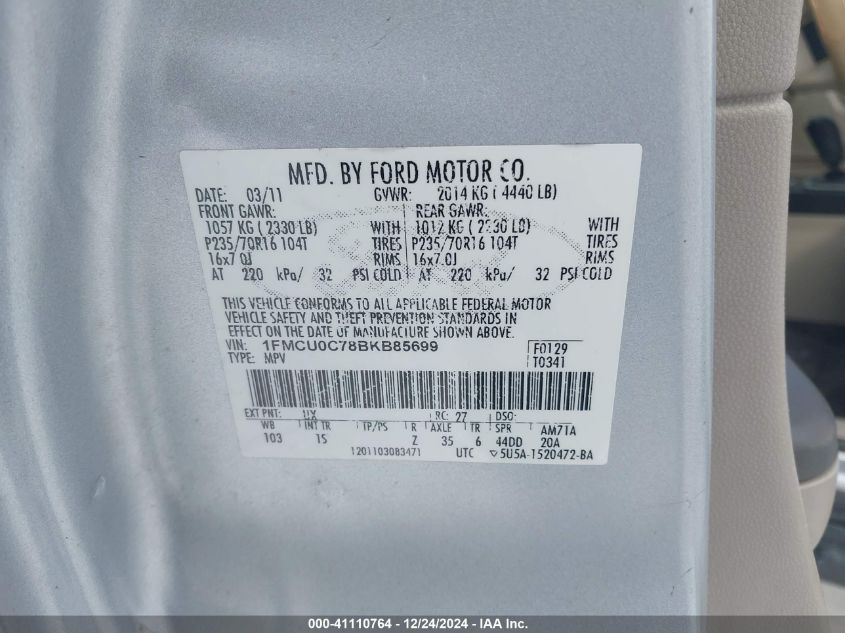 MFD. BY FORD MOTOR CO.
DATE: 03/11 GVWR: 2014 KG ( 4440 LB)
FRONT GAWR: REAR GAWR:
1057 KG ( 2330 LB) WITH 1012 KG ( 2230 LB) WITH
P235/70R16 104T TIRES P235/70R16 104T TIRES
16x7.0J RIMS 16x7.0J RIMS
AT 220 kPa/ 32 PSI COLD AT 220 kPa/ 32 PSI COLD
THIS VEHICLE CONFORMS TO ALL APPLICABLE FEDERAL MOTOR
VEHICLE SAFETY AND THEFT PREVENTION STANDARDS IN
EFFECT ON THE DATE OF MANUFACTURE SHOWN ABOVE.
VIN: 1FMCU0C78BKB85699 F0129
TYPE: MPV T0341
EXT PNT: UX RC: 27 DSO:
WB INT TR TP/PS R AXLE TR SPR AM71A
103 15 Z 35 6 44DD 20A
1201103083471 UTC ▽5U5A-1520472-BA
000-41110764 - 12/24/2024 - IAA Inc.